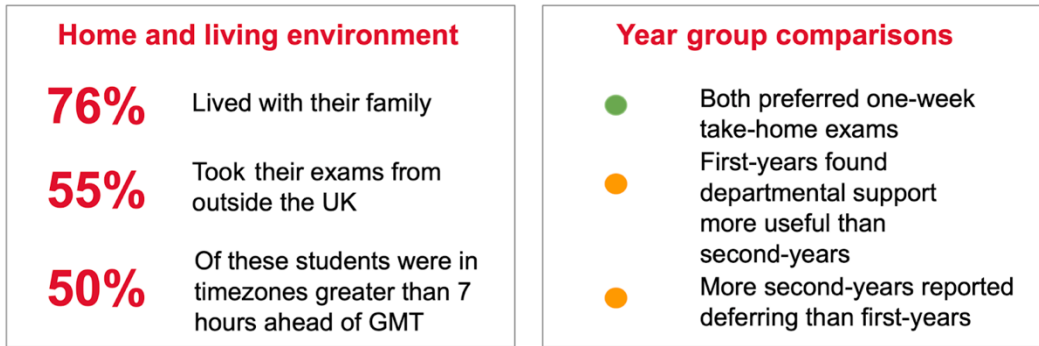 Home and living environment
76%
Lived with their family
55%
Took their exams from
outside the UK
50%
Of these students were in
timezones greater than 7
hours ahead of GMT
Year group comparisons
Both preferred one-week
take-home exams
First-years found
departmental support
more useful than
second-years
More second-years reported
deferring than first-years